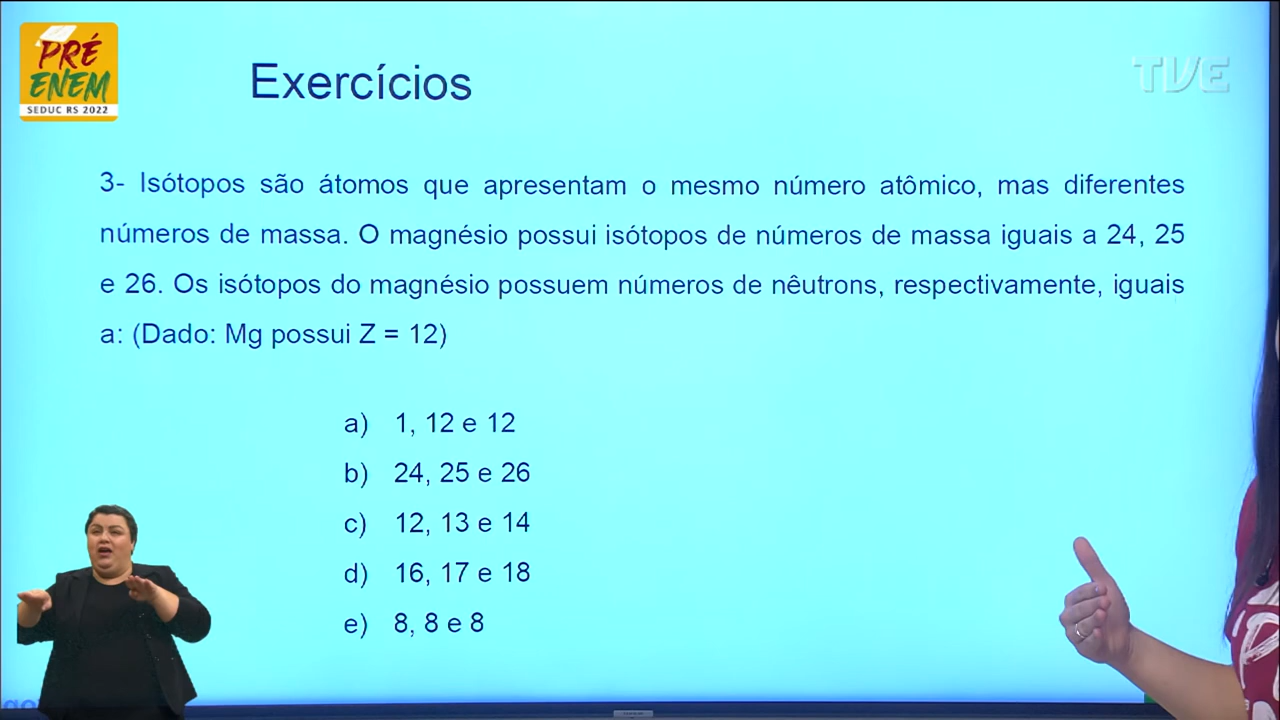 PRÉ
ENEM
SEDUC RS 2022
Exercícios
TVE
3- Isótopos são átomos que apresentam o mesmo número atômico, mas diferentes
números de massa. O magnésio possui isótopos de números de massa iguais a 24, 25
e 26. Os isótopos do magnésio possuem números de nêutrons, respectivamente, iguais
a: (Dado: Mg possui Z = 12)
a) 1, 12 e 12
b) 24, 25 e 26
c) 12, 13 e 14
d) 16, 17 e 18
e) 8, 8 e 8